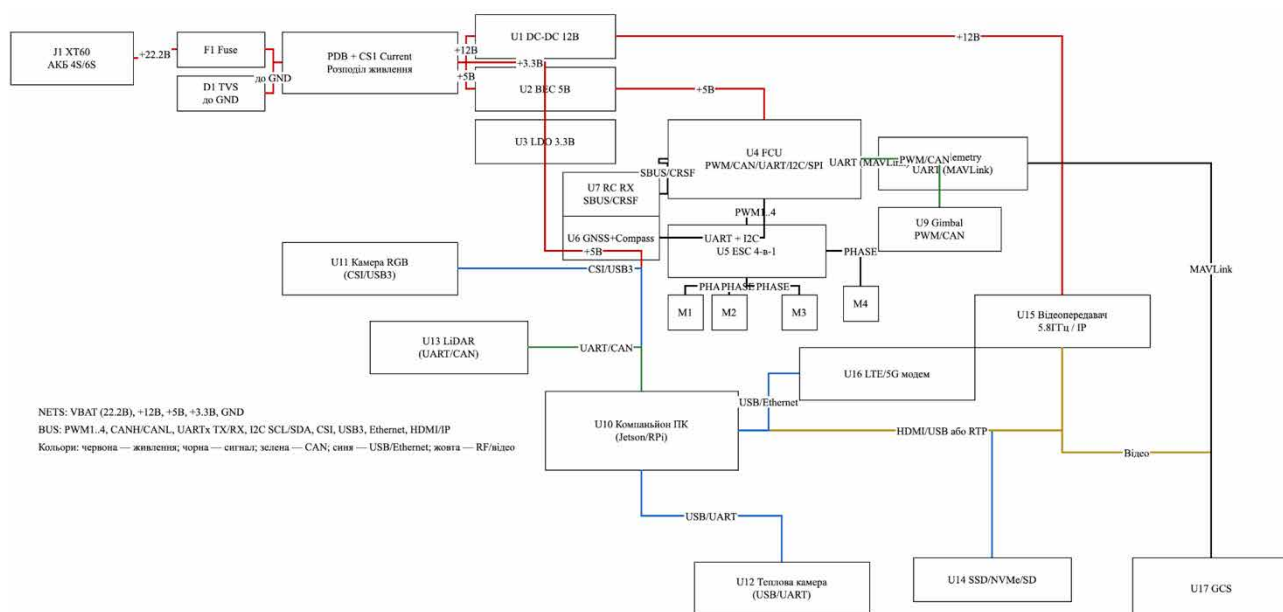 J1 XT60
АКБ 4S/6S
+22.2В
F1 Fuse
D1 TVS
до GND
до GND
PDB + CS1 Current
Розподіл живлення
+12В
+3.3В
+5В
U1 DC-DC 12В
U2 BEC 5В
U3 LDO 3.3В
+12В
+5В
U4 FCU
PWM/CAN/UART/I2C/SPI
SBUS/CRSF
UART (MAVLin
PWM/CAN
emetry
UART (MAVLink)
U7 RC RX
SBUS/CRSF
U9 Gimbal
PWM/CAN
PWM1..4
U6 GNSS+Compass
UART + I2C
U5 ESC 4-в-1
+5В
PHASE
U11 Камера RGB
(CSI/USB3)
CSI/USB3
MAVLink
PHA
PHASE
PHASE
M1
M2
M3
M4
U15 Відеопередавач
5.8ГГц / IP
U13 LiDAR
(UART/CAN)
UART/CAN
U16 LTE/5G модем
USB/Ethernet
NETS: VBAT (22.2В), +12В, +5В, +3.3В, GND
BUS: PWM1..4, CANH/CANL, UARTx TX/RX, I2C SCL/SDA, CSI, USB3, Ethernet, HDMI/IP
Кольори: червона — живлення; чорна — сигнал; зелена — CAN; синя — USB/Ethernet; жовта — RF/відео
U10 Компаньйон ПК
(Jetson/RPi)
HDMI/USB або RTP
Відео
USB/UART
U12 Теплова камера
(USB/UART)
U14 SSD/NVMe/SD
U17 GCS